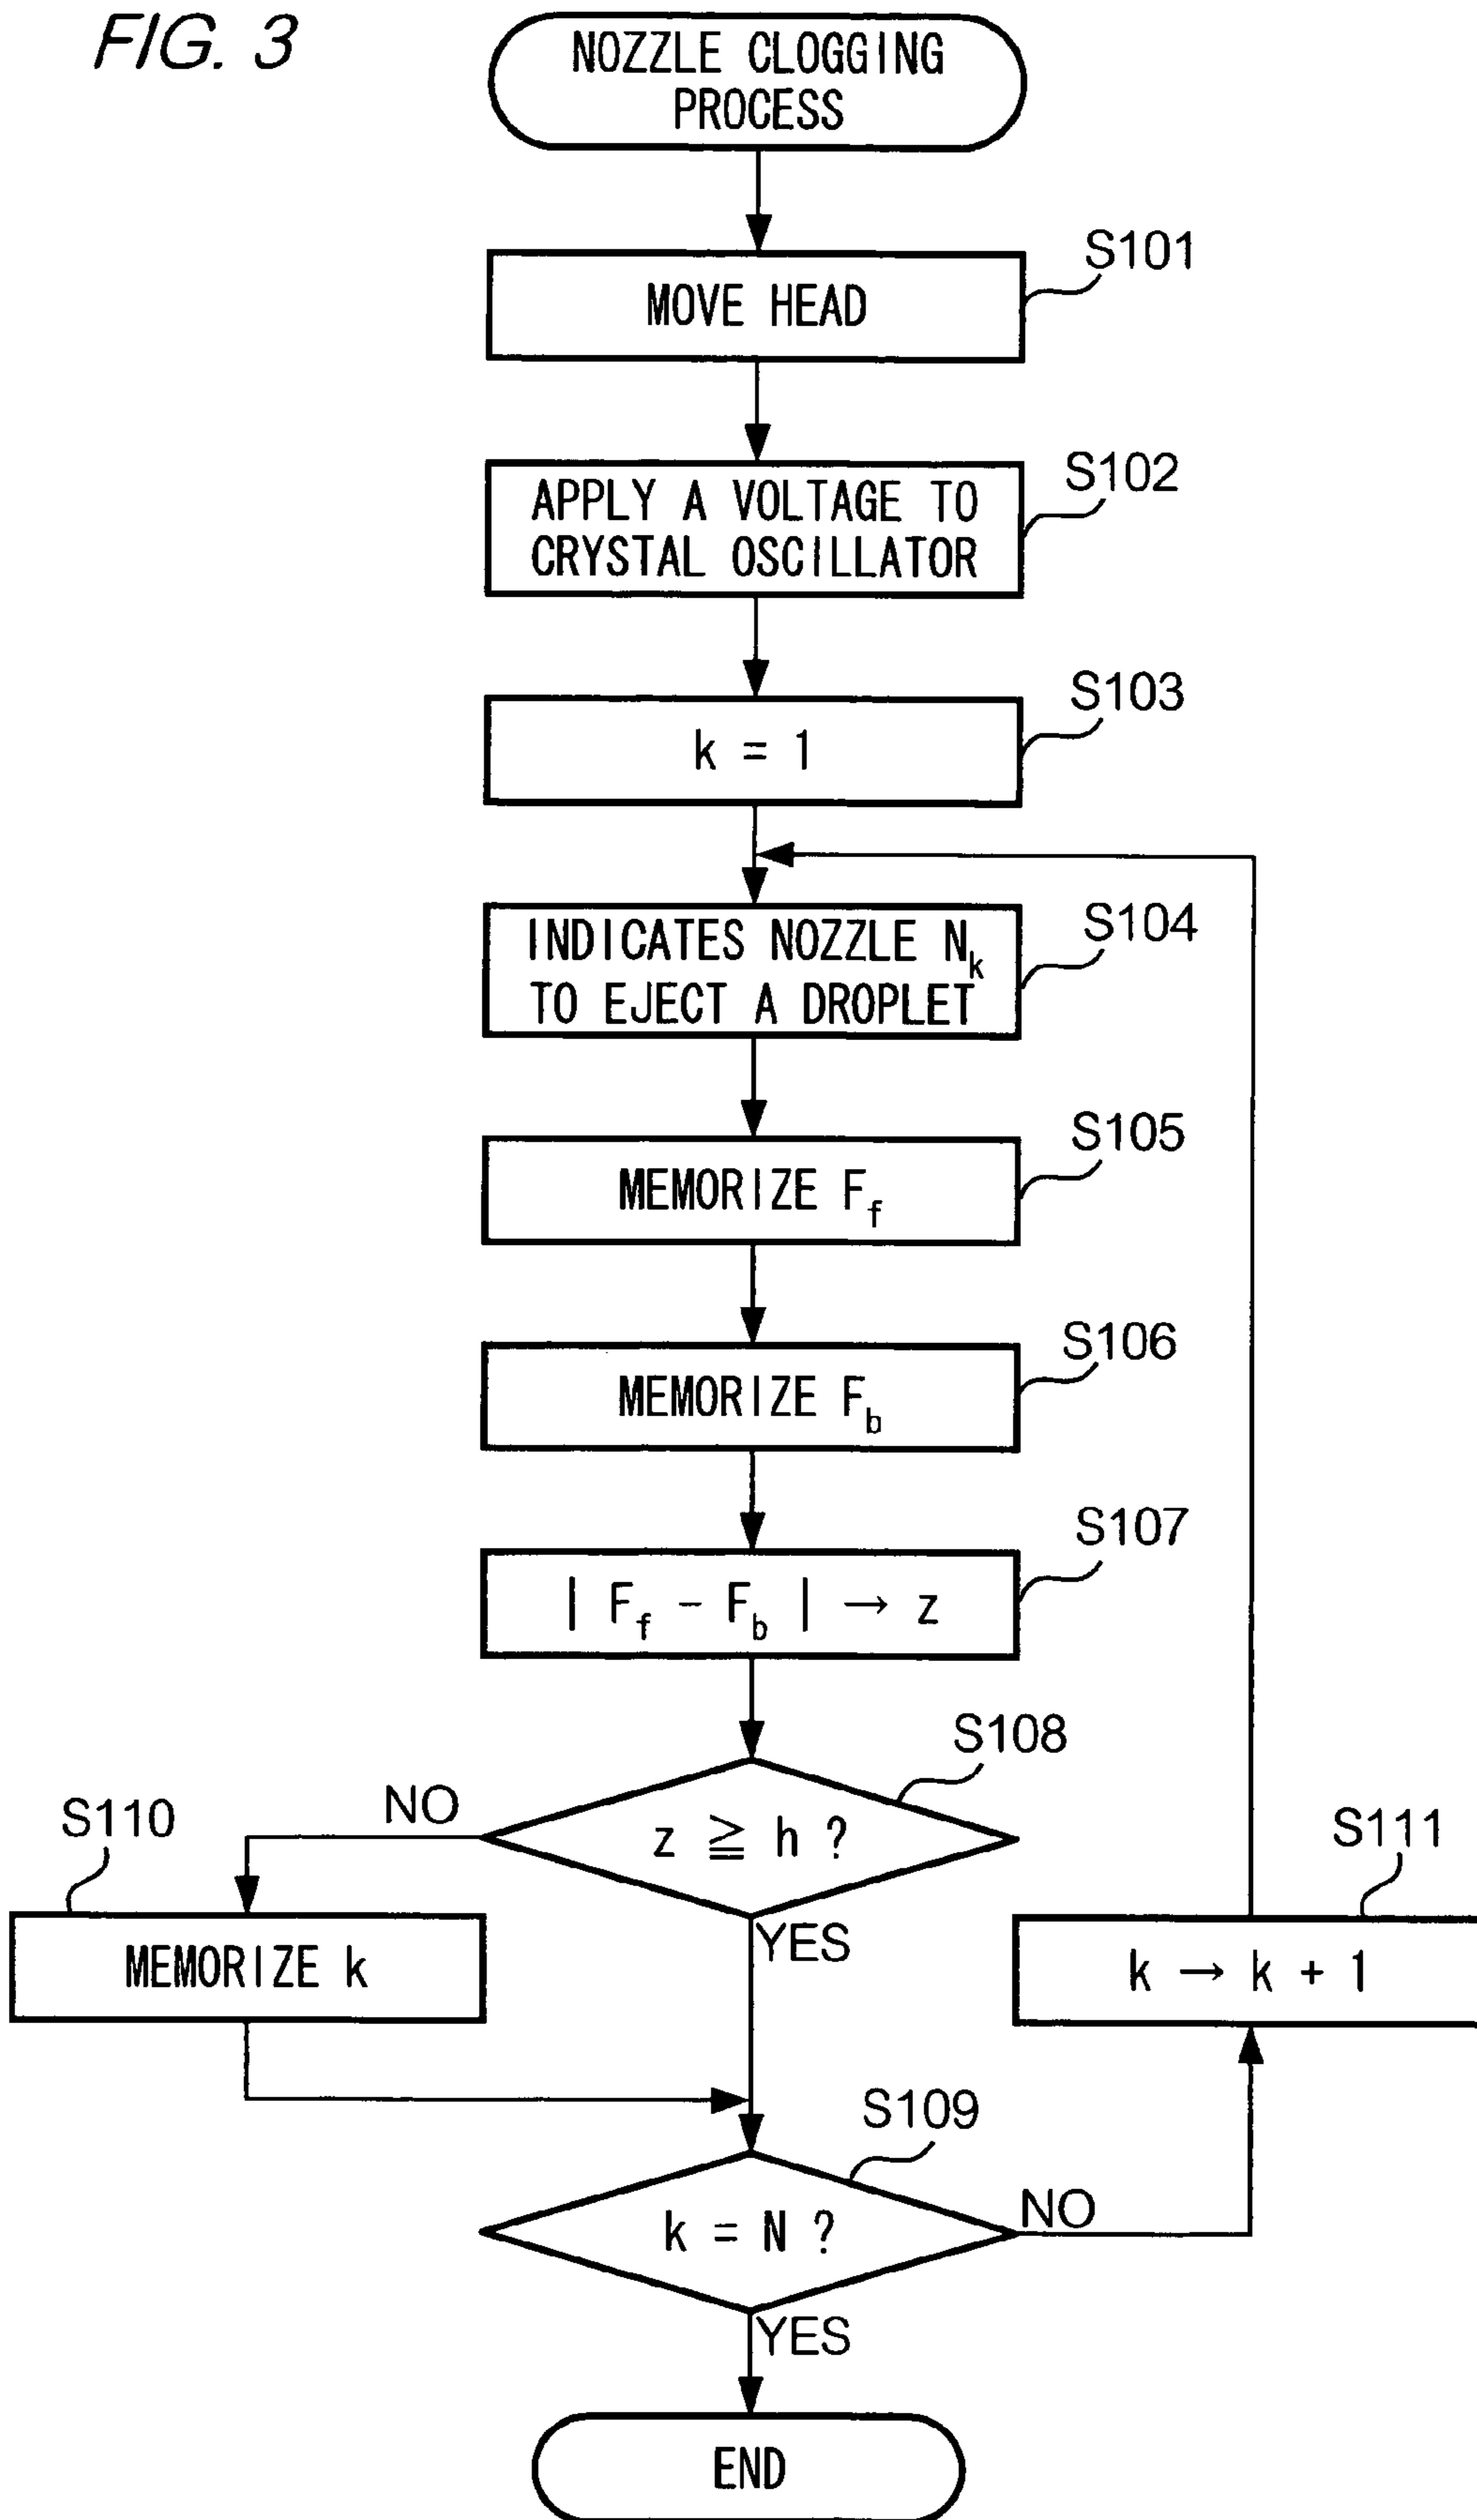 FIG. 3
NOZZLE CLOGGING
PROCESS
S101
MOVE HEAD
S102
APPLY A VOLTAGE TO
CRYSTAL OSCILLATOR
S103
k = 1
S104
INDICATES NOZZLE Nk
TO EJECT A DROPLET
S105
MEMORIZE Ff
S106
MEMORIZE Fb
S107
| Ff − Fb | → z
S108
z ≧ h ?
NO
YES
S110
MEMORIZE k
S111
k → k + 1
S109
k = N ?
NO
YES
END